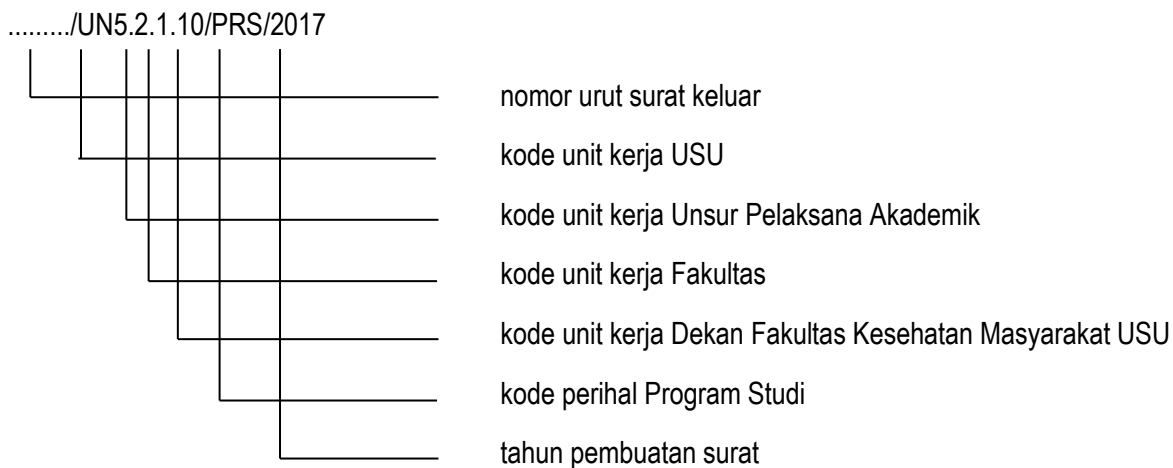 ........./UN5.2.1.10/PRS/2017
nomor urut surat keluar
kode unit kerja USU
kode unit kerja Unsur Pelaksana Akademik
kode unit kerja Fakultas
kode unit kerja Dekan Fakultas Kesehatan Masyarakat USU
kode perihal Program Studi
tahun pembuatan surat